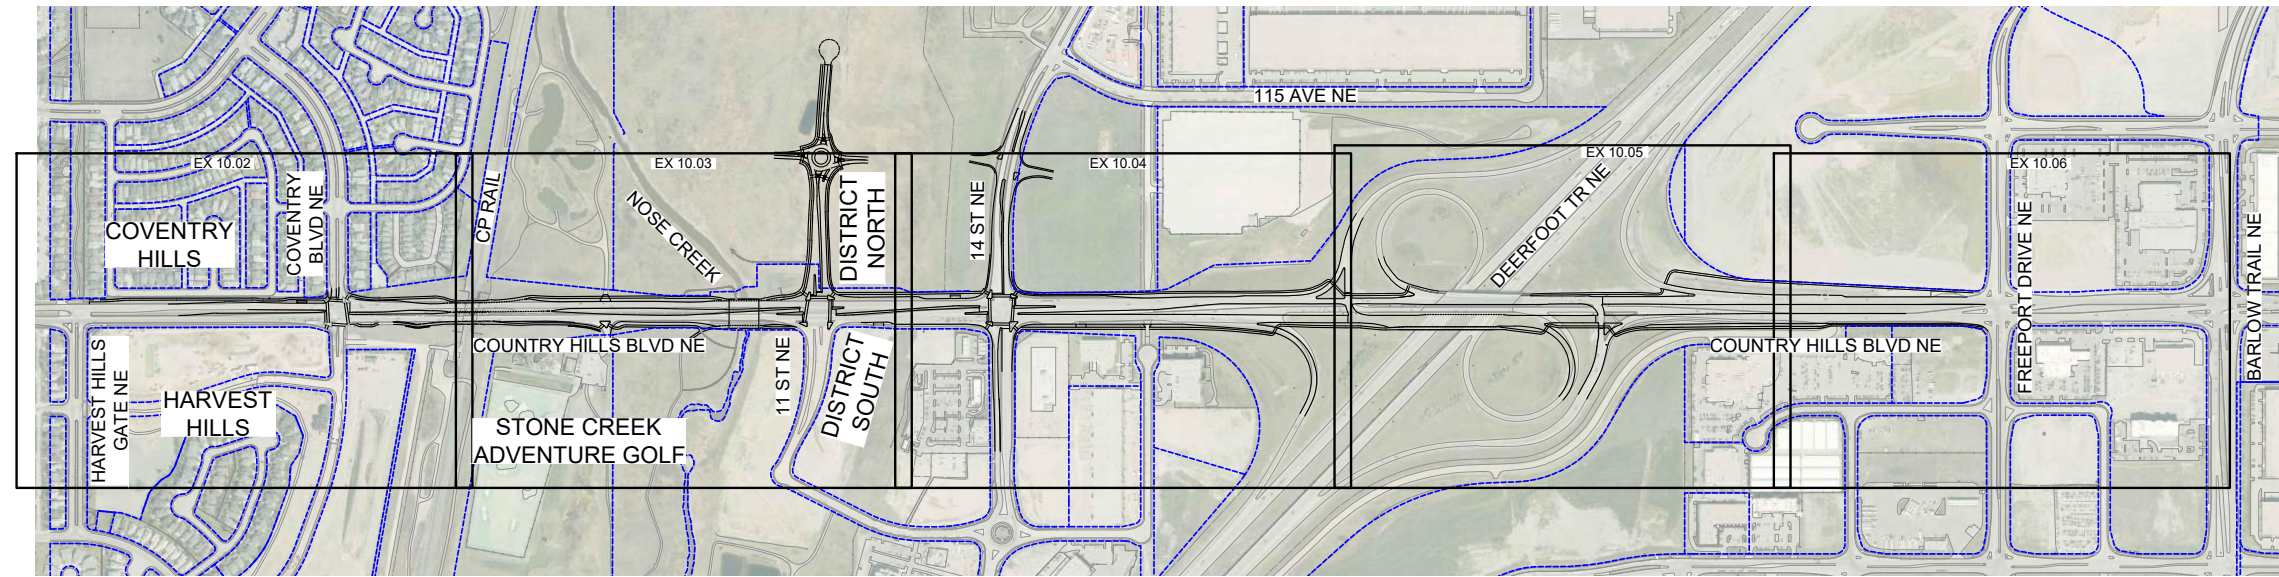 115 AVE NE
EX 10.02
EX 10.03
EX 10.04
EX 10.05
EX 10.06
COVENTRY
HILLS
COVENTRY
BLVD NE
CP RAIL
NOSE CREEK
DISTRICT
NORTH
14 ST NE
DEERFOOT TR NE
FREEPORT DRIVE NE
BARLOW TRAIL NE
HARVEST HILLS
GATE NE
HARVEST
HILLS
COUNTRY HILLS BLVD NE
STONE CREEK
ADVENTURE GOLF
11 ST NE
DISTRICT
SOUTH
COUNTRY HILLS BLVD NE